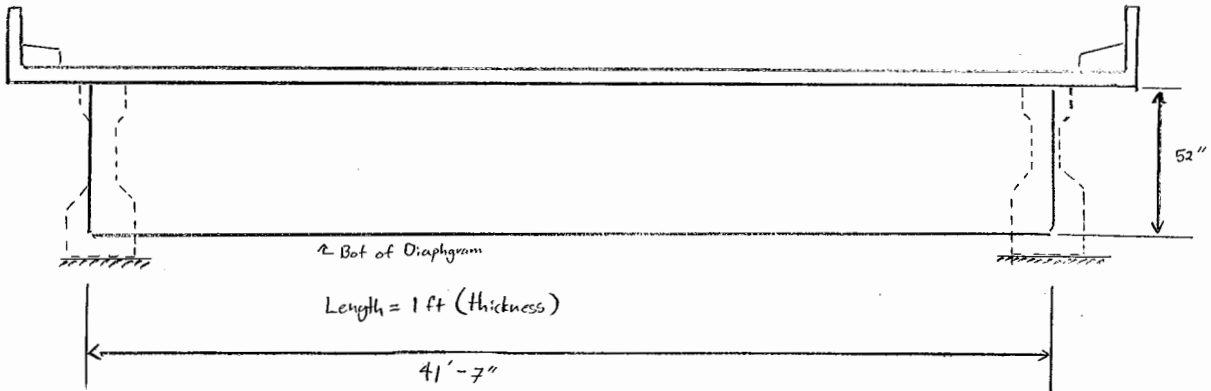 52"
↖ Bot of Diaphgram
Length = 1 ft (thickness)
41'-7"